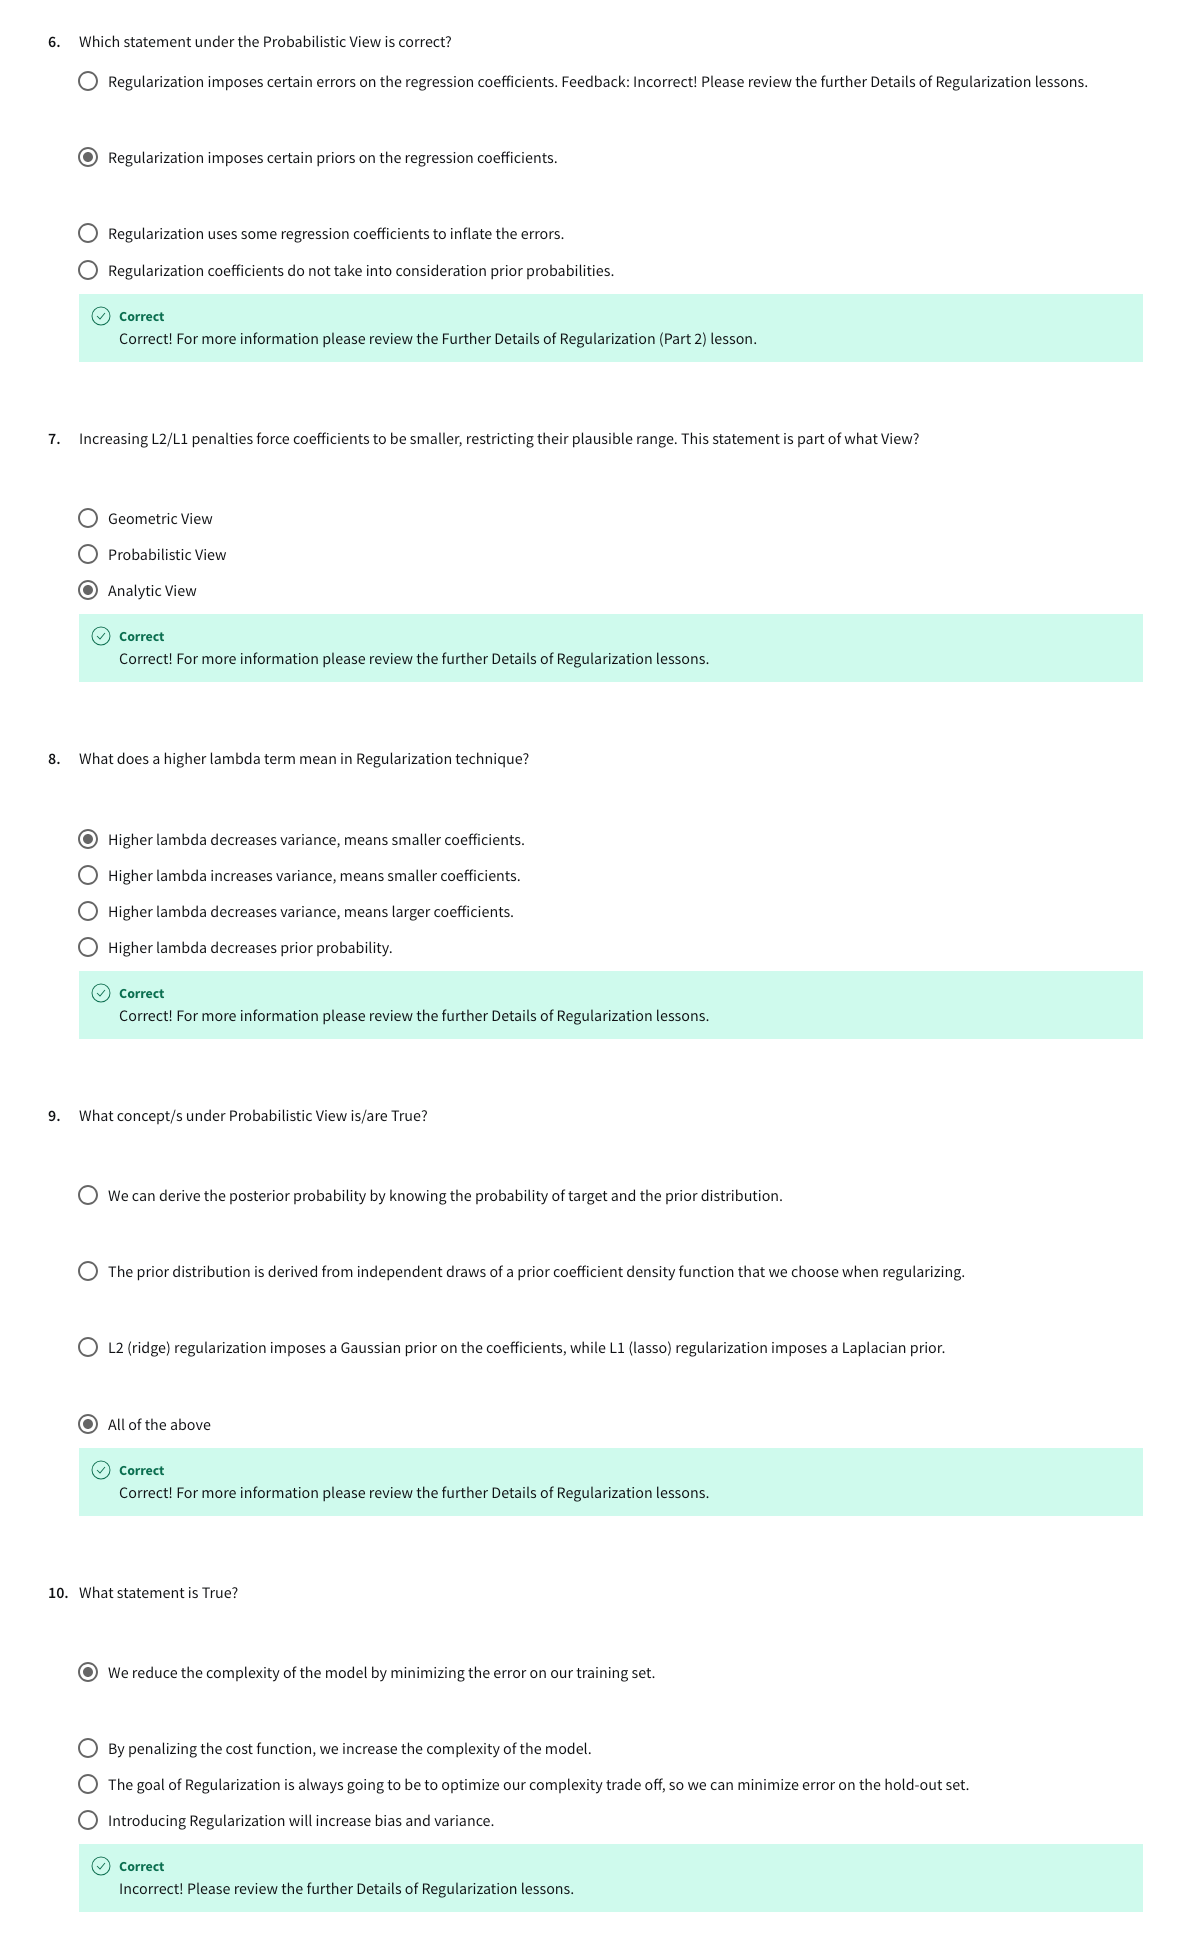 6. Which statement under the Probabilistic View is correct?
Regularization imposes certain errors on the regression coefficients. Feedback: Incorrect! Please review the further Details of Regularization lessons.
Regularization imposes certain priors on the regression coefficients.
Regularization uses some regression coefficients to inflate the errors.
Regularization coefficients do not take into consideration prior probabilities.
Correct
Correct! For more information please review the Further Details of Regularization (Part 2) lesson.
7. Increasing L2/L1 penalties force coefficients to be smaller, restricting their plausible range. This statement is part of what View?
Geometric View
Probabilistic View
Analytic View
Correct
Correct! For more information please review the further Details of Regularization lessons.
8. What does a higher lambda term mean in Regularization technique?
Higher lambda decreases variance, means smaller coefficients.
Higher lambda increases variance, means smaller coefficients.
Higher lambda decreases variance, means larger coefficients.
Higher lambda decreases prior probability.
Correct
Correct! For more information please review the further Details of Regularization lessons.
9. What concept/s under Probabilistic View is/are True?
We can derive the posterior probability by knowing the probability of target and the prior distribution.
The prior distribution is derived from independent draws of a prior coefficient density function that we choose when regularizing.
L2 (ridge) regularization imposes a Gaussian prior on the coefficients, while L1 (lasso) regularization imposes a Laplacian prior.
All of the above
Correct
Correct! For more information please review the further Details of Regularization lessons.
10. What statement is True?
We reduce the complexity of the model by minimizing the error on our training set.
By penalizing the cost function, we increase the complexity of the model.
The goal of Regularization is always going to be to optimize our complexity trade off, so we can minimize error on the hold-out set.
Introducing Regularization will increase bias and variance.
Correct
Incorrect! Please review the further Details of Regularization lessons.